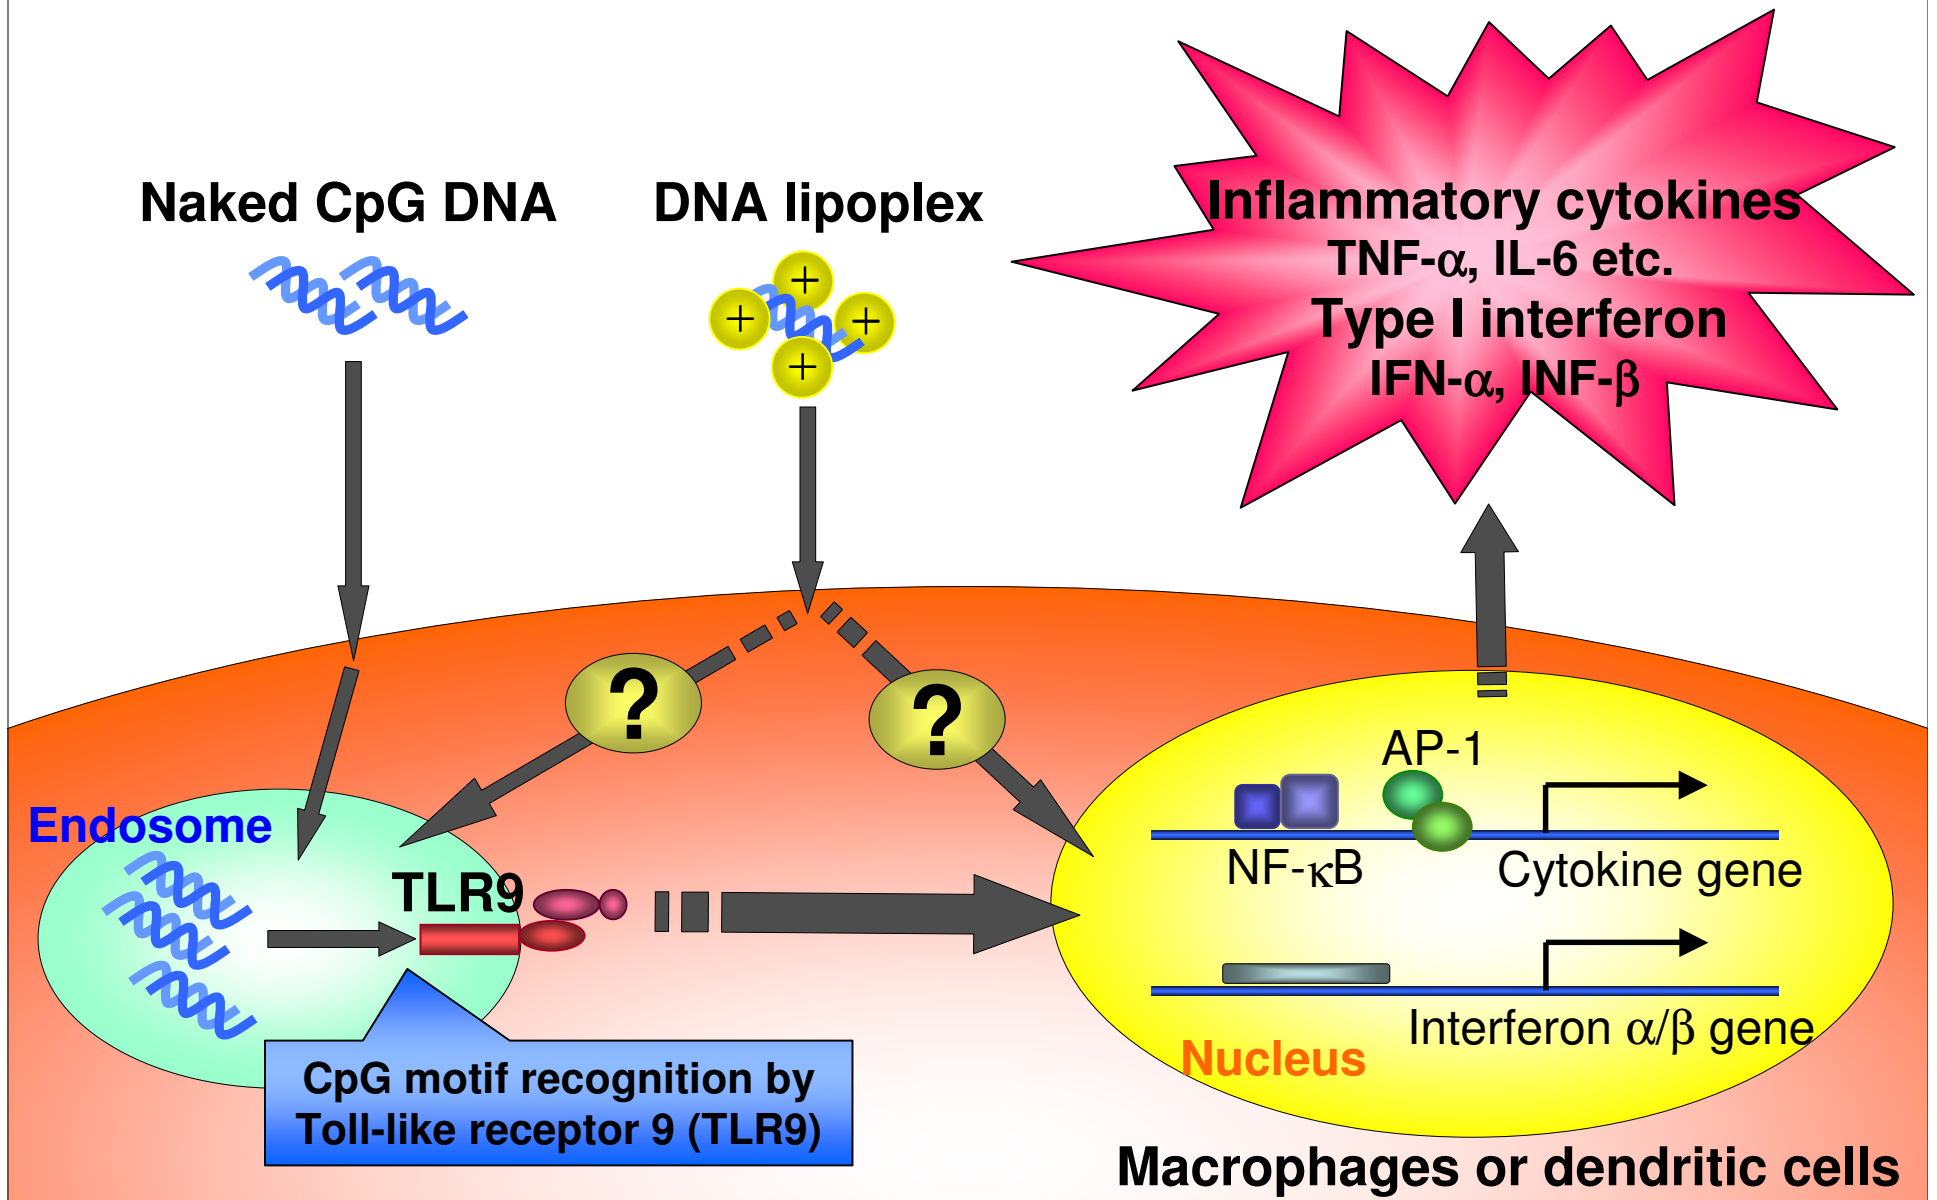 Naked CpG DNA
DNA lipoplex
+
+
+
+
Inflammatory cytokines
TNF-α, IL-6 etc.
Type I interferon
IFN-α, INF-β
?
?
Endosome
TLR9
CpG motif recognition by
Toll-like receptor 9 (TLR9)
AP-1
NF-κB
Cytokine gene
Interferon α/β gene
Nucleus
Macrophages or dendritic cells